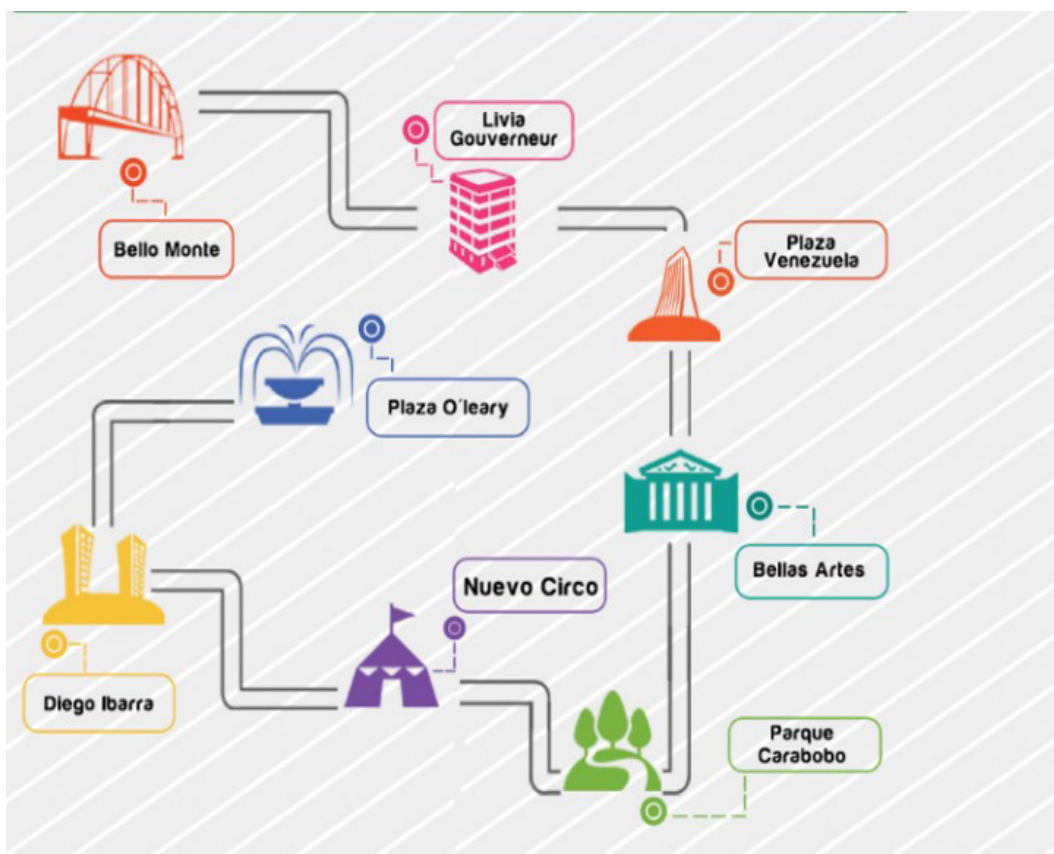 Livia
Gouverneur
Bello Monte
Plaza
Venezuela
Plaza O´leary
Bellas Artes
Nuevo Circo
Diego Ibarra
Parque
Carabobo